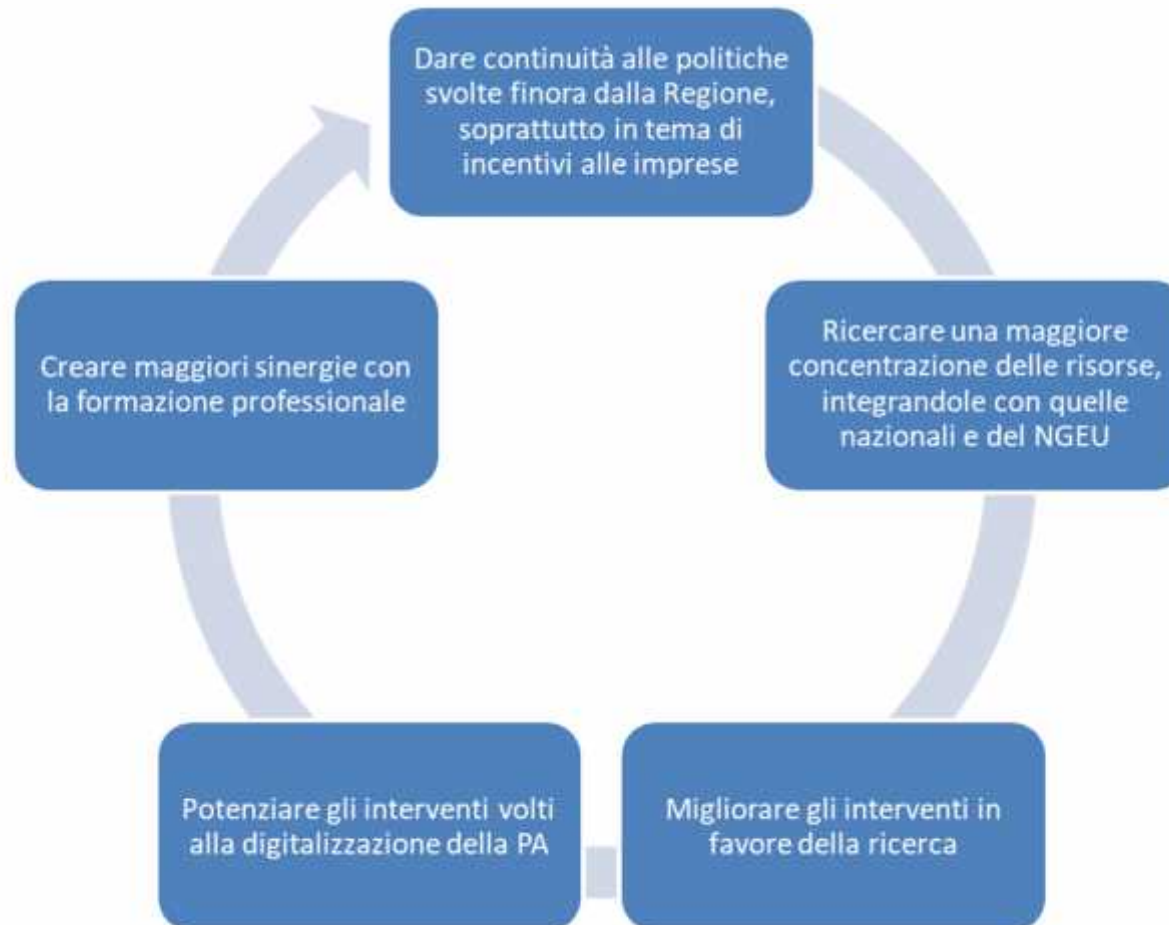 Dare continuità alle politiche
svolte finora dalla Regione,
soprattutto in tema di
incentivi alle imprese
Ricercare una maggiore
concentrazione delle risorse,
integrandole con quelle
nazionali e del NGEU
Migliorare gli interventi in
favore della ricerca
Potenziare gli interventi volti
alla digitalizzazione della PA
Creare maggiori sinergie con
la formazione professionale